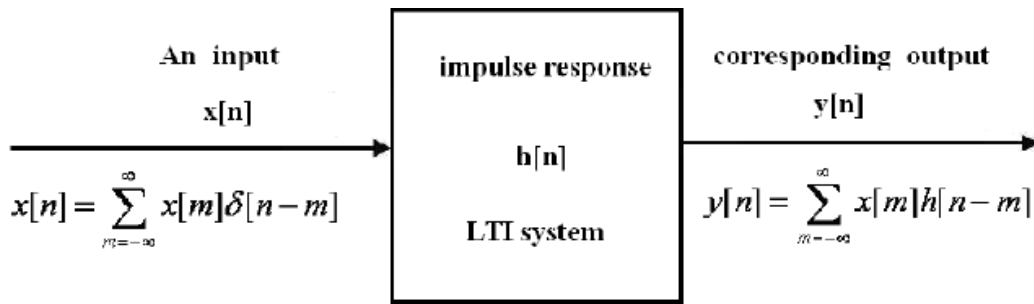 An input
x[n]
x[n] = ∑_{m=-∞}^{∞} x[m]δ[n-m]
impulse response
h[n]
LTI system
corresponding output
y[n]
y[n] = ∑_{m=-∞}^{∞} x[m]h[n-m]